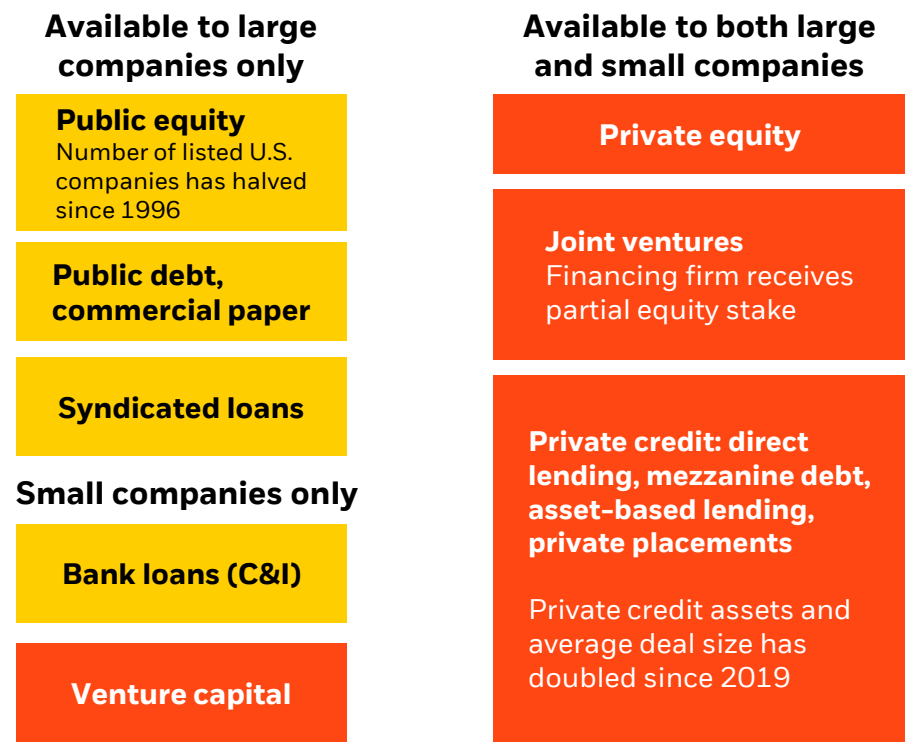 Available to large
companies only
Public equity
Number of listed U.S.
companies has halved
since 1996
Public debt,
commercial paper
Syndicated loans
Small companies only
Bank loans (C&I)
Venture capital
Available to both large
and small companies
Private equity
Joint ventures
Financing firm receives
partial equity stake
Private credit: direct
lending, mezzanine debt,
asset-based lending,
private placements
Private credit assets and
average deal size has
doubled since 2019